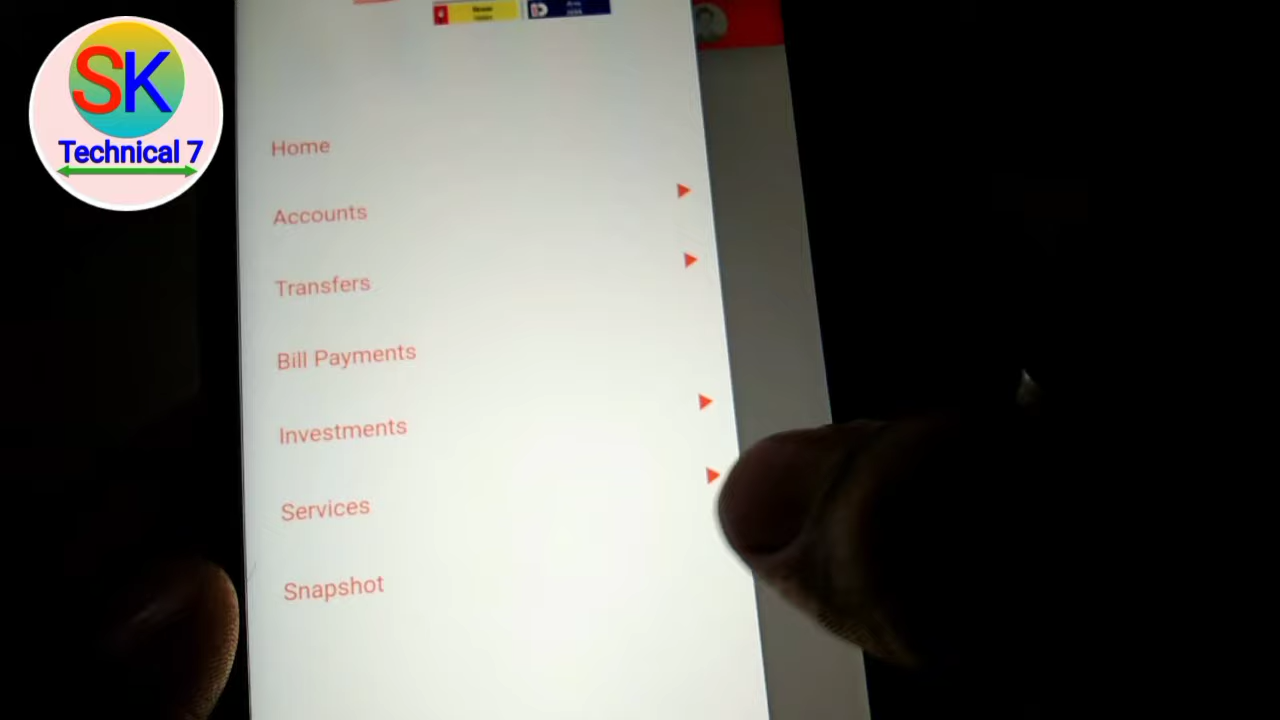 SK
Technical 7
Home
Accounts
Transfers
Bill Payments
Investments
Services
Snapshot